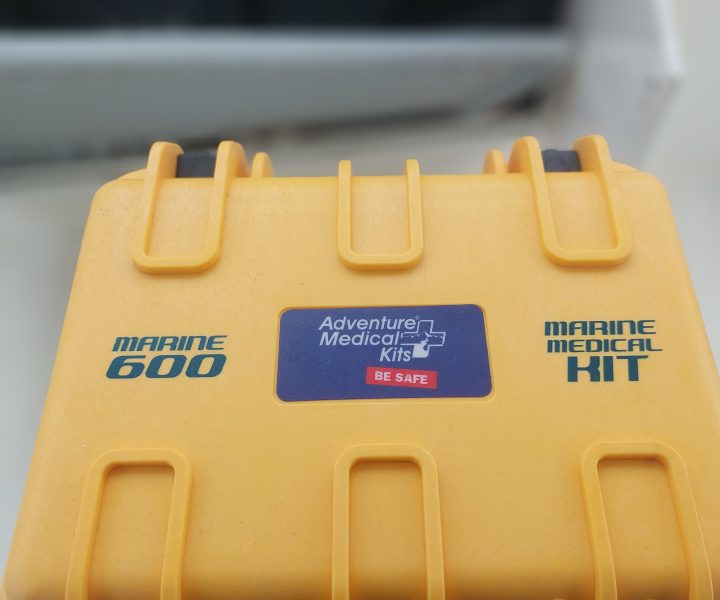 MARINE
600
Adventure®
Medical
Kits
BE SAFE
MARINE
MEDICAL
KIT